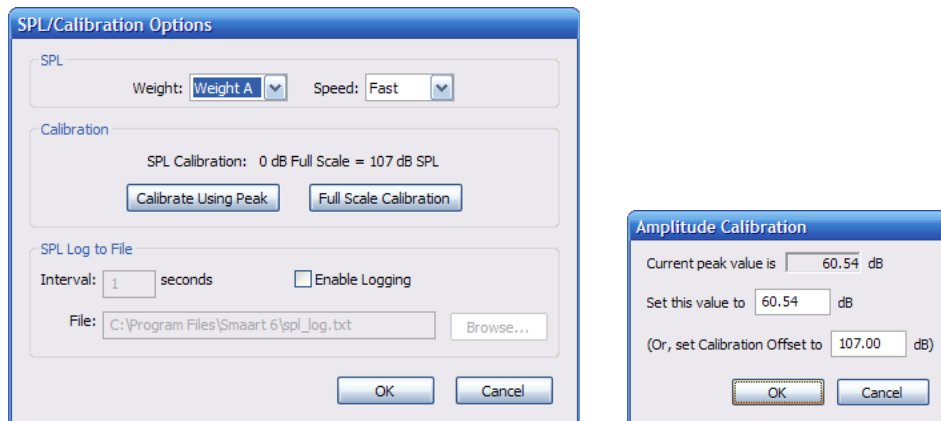 SPL/Calibration Options
SPL
Weight: Weight A Speed: Fast
Calibration
SPL Calibration: 0 dB Full Scale = 107 dB SPL
Calibrate Using Peak Full Scale Calibration
SPL Log to File
Interval: 1 seconds Enable Logging
File: C:\Program Files\Smaart 6\spl_log.txt Browse...
OK Cancel
Amplitude Calibration
Current peak value is 60.54 dB
Set this value to 60.54 dB
(Or, set Calibration Offset to 107.00 dB)
OK Cancel